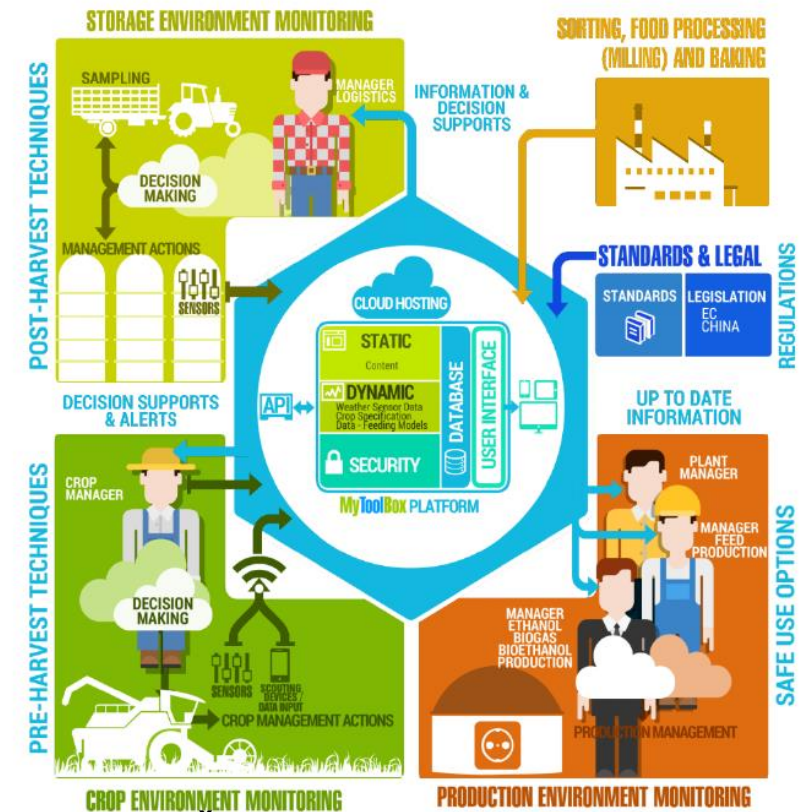 STORAGE ENVIRONMENT MONITORING
SORTING, FOOD PROCESSING
(MILLING) AND BAKING
POST-HARVEST TECHNIQUES
SAMPLING
MANAGER
LOGISTICS
INFORMATION &
DECISION
SUPPORTS
DECISION
MAKING
MANAGEMENT ACTIONS
SENSORS
STANDARDS & LEGAL
STANDARDS
LEGISLATION
EC
CHINA
REGULATIONS
CLOUD HOSTING
STATIC
Content
DYNAMIC
Weather Sensor Data
Crop Specification
Data - Feeding Models
SECURITY
DATABASE
USER INTERFACE
API
MyToolBox PLATFORM
DECISION SUPPORTS
& ALERTS
UP TO DATE
INFORMATION
PRE-HARVEST TECHNIQUES
CROP
MANAGER
DECISION
MAKING
SENSORS
SCOUTING
DEVICES /
DATA INPUT
CROP MANAGEMENT ACTIONS
CROP ENVIRONMENT MONITORING
PLANT
MANAGER
MANAGER
FEED
PRODUCTION
MANAGER
ETHANOL
BIOGAS
BIOETHANOL
PRODUCTION
PRODUCTION MANAGEMENT
SAFE USE OPTIONS
PRODUCTION ENVIRONMENT MONITORING